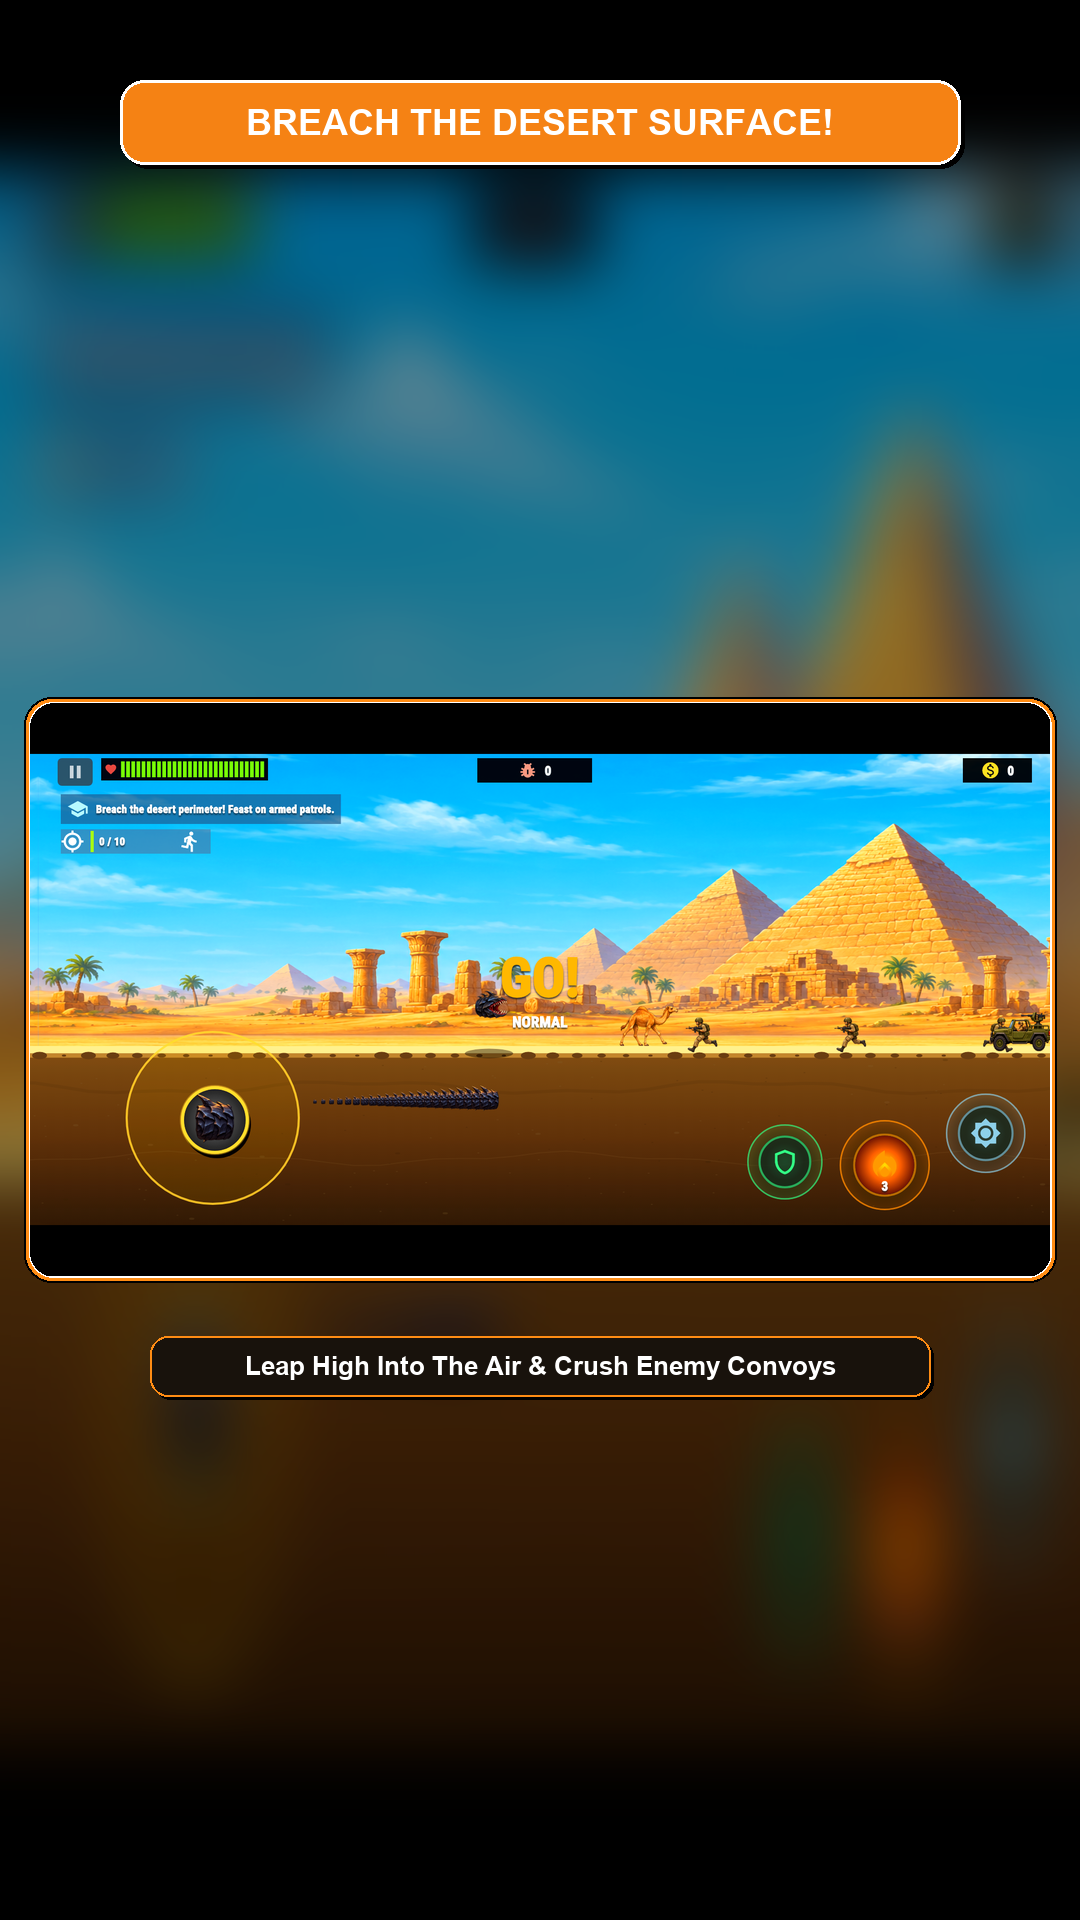 BREACH THE DESERT SURFACE!
0
0
Breach the desert perimeter! Feast on armed patrols.
0 / 10
GO!
NORMAL
3
Leap High Into The Air & Crush Enemy Convoys